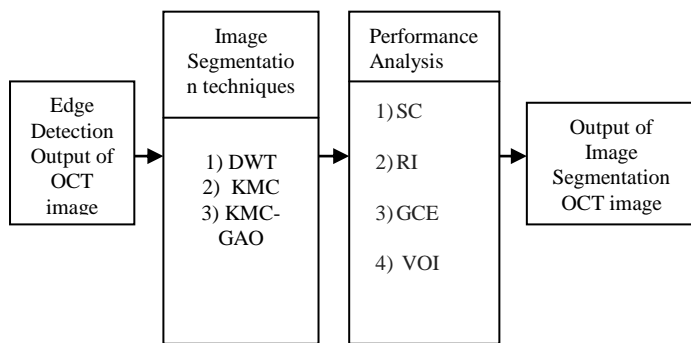 Edge
Detection
Output of
OCT
image
Image
Segmentatio
n techniques
1) DWT
2) KMC
3) KMC-
GAO
Performance
Analysis
1) SC
2) RI
3) GCE
4) VOI
Output of
Image
Segmentation
OCT image